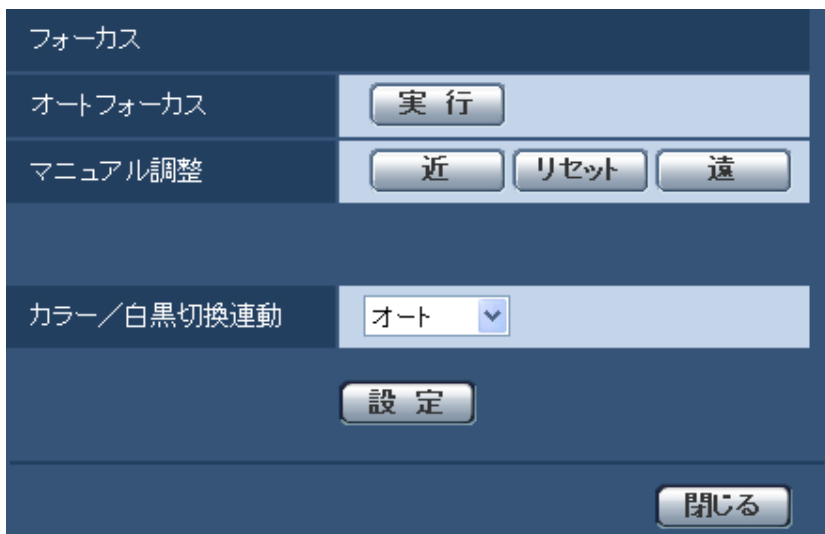 フォーカス
オートフォーカス 実 行
マニュアル調整 近 リセット 遠
カラー／白黒切換連動 オート
設 定
閉じる